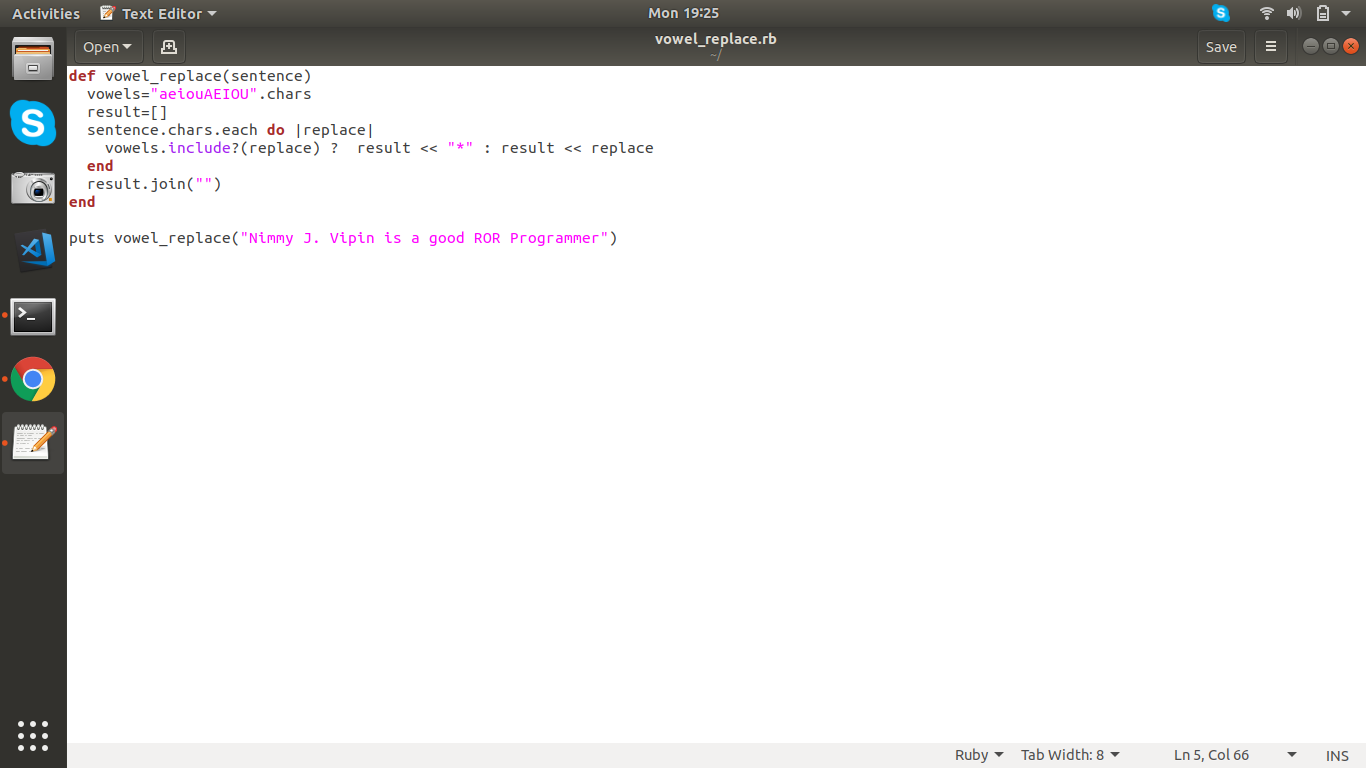 Activities Text Editor Mon 19:25
Open vowel_replace.rb Save
~/
def vowel_replace(sentence)
  vowels="aeiouAEIOU".chars
  result=[]
  sentence.chars.each do |replace|
    vowels.include?(replace) ?  result << "*" : result << replace
  end
  result.join("")
end

puts vowel_replace("Nimmy J. Vipin is a good ROR Programmer")
Ruby Tab Width: 8 Ln 5, Col 66 INS